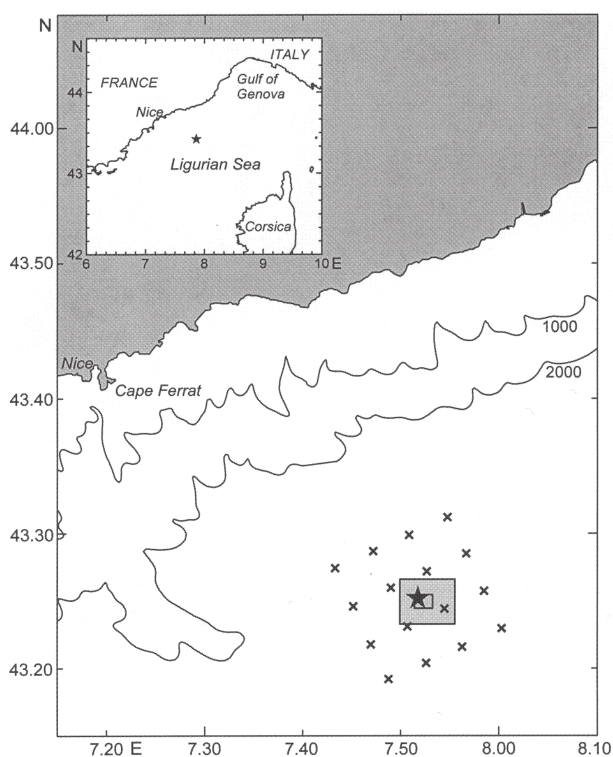 N
N
ITALY
FRANCE
Gulf of
Genova
44
Nice
44.00
Ligurian Sea
43
Corsica
42
6
7
8
9
10 E
43.50
1000
Nice
2000
Cape Ferrat
43.40
43.30
43.20
7.20 E
7.30
7.40
7.50
8.00
8.10